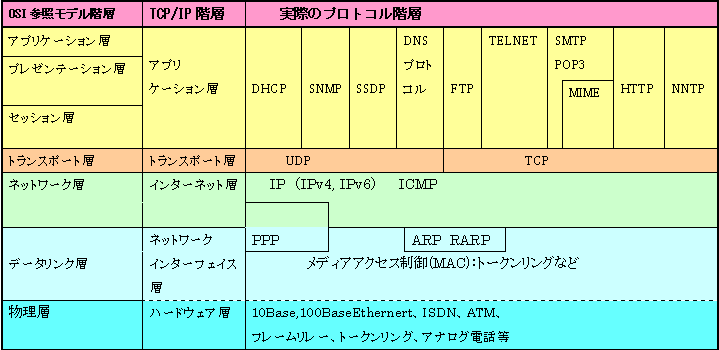 OSI 参照モデル階層
TCP/IP 階層
実際のプロトコル階層
アプリケーション層
プレゼンテーション層
セッション層
アプリ
ケーション層
DHCP
SNMP
SSDP
DNS
プロト
コル
FTP
TELNET
SMTP
POP3
MIME
HTTP
NNTP
トランスポート層
トランスポート層
UDP
TCP
ネットワーク層
インターネット層
IP (IPv4, IPv6) ICMP
データリンク層
ネットワーク
インターフェイス
層
PPP
ARP RARP
メディアアクセス制御(MAC):トークンリングなど
物理層
ハードウェア層
10Base,100BaseEthernert、ISDN、ATM、
フレームリレー、トークンリング、アナログ電話等